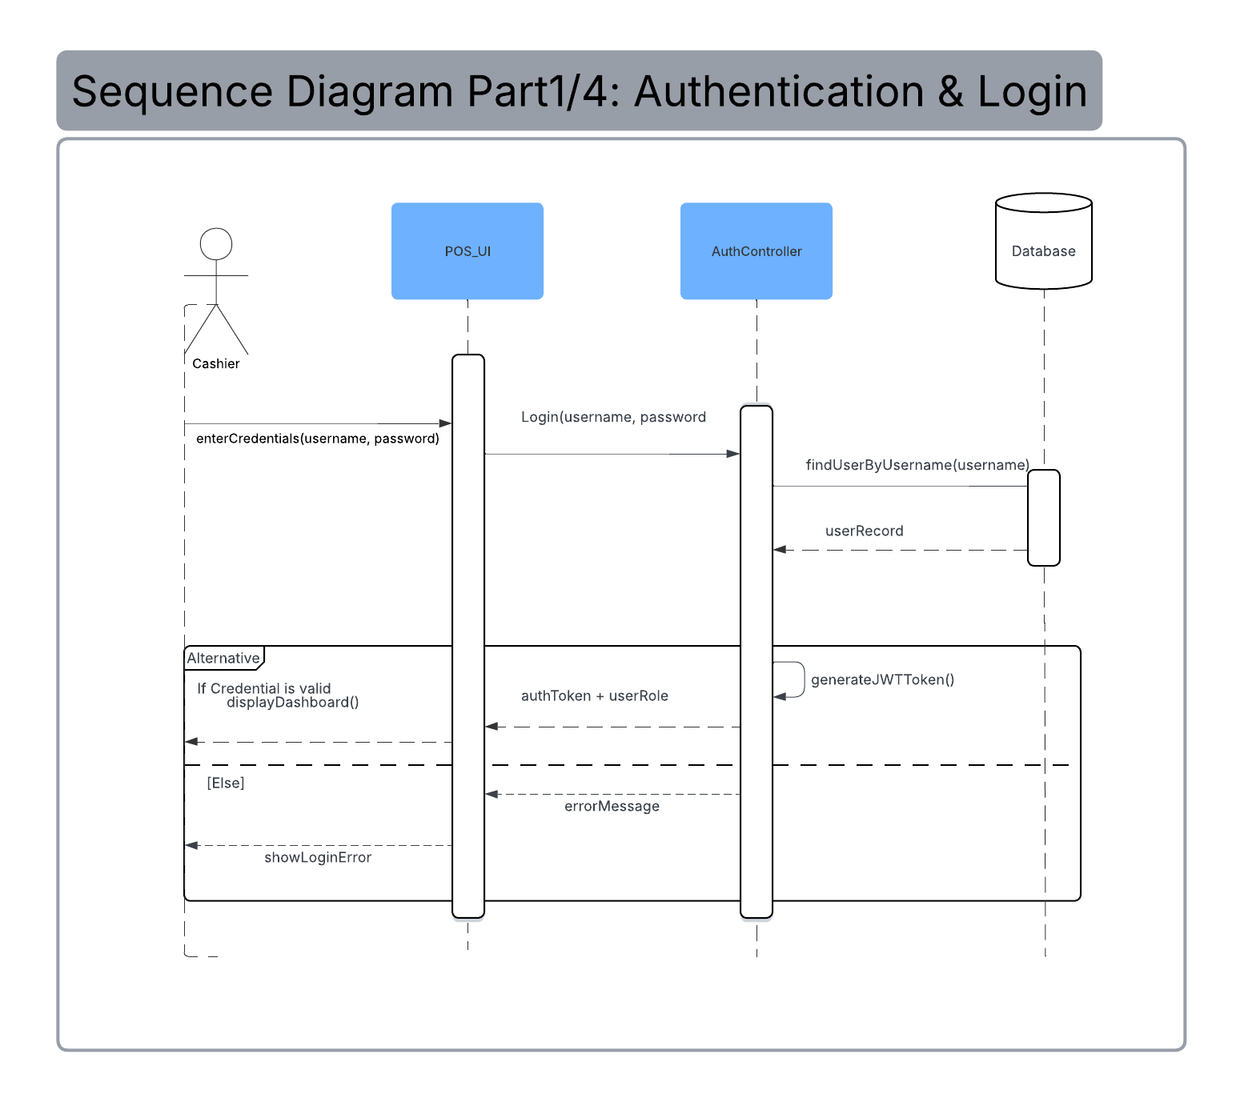 Sequence Diagram Part1/4: Authentication & Login
POS_UI
AuthController
Database
Cashier
Login(username, password
enterCredentials(username, password)
findUserByUsername(username)
userRecord
Alternative
generateJWTToken()
If Credential is valid
authToken + userRole
displayDashboard()
[Else]
errorMessage
showLoginError